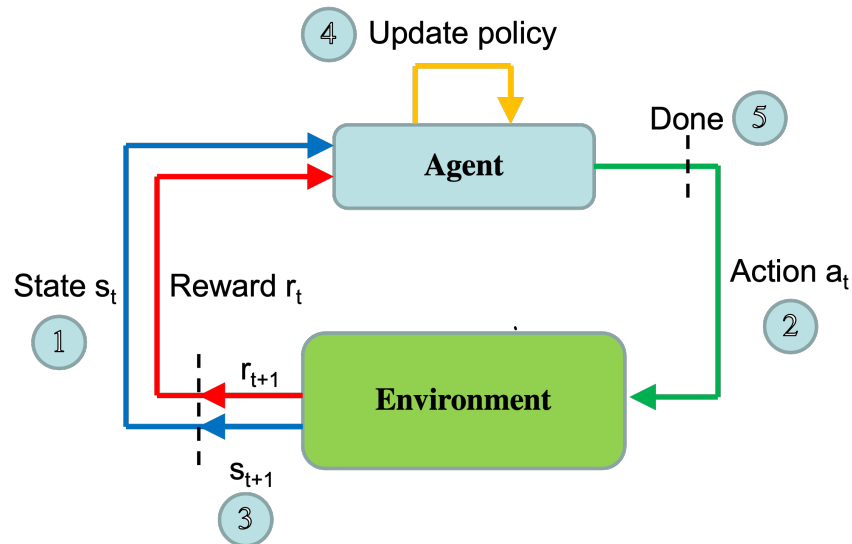 4 Update policy
Done 5
Agent
State sₜ
Reward rₜ
Action aₜ
1
2
rₜ₊₁
Environment
sₜ₊₁
3